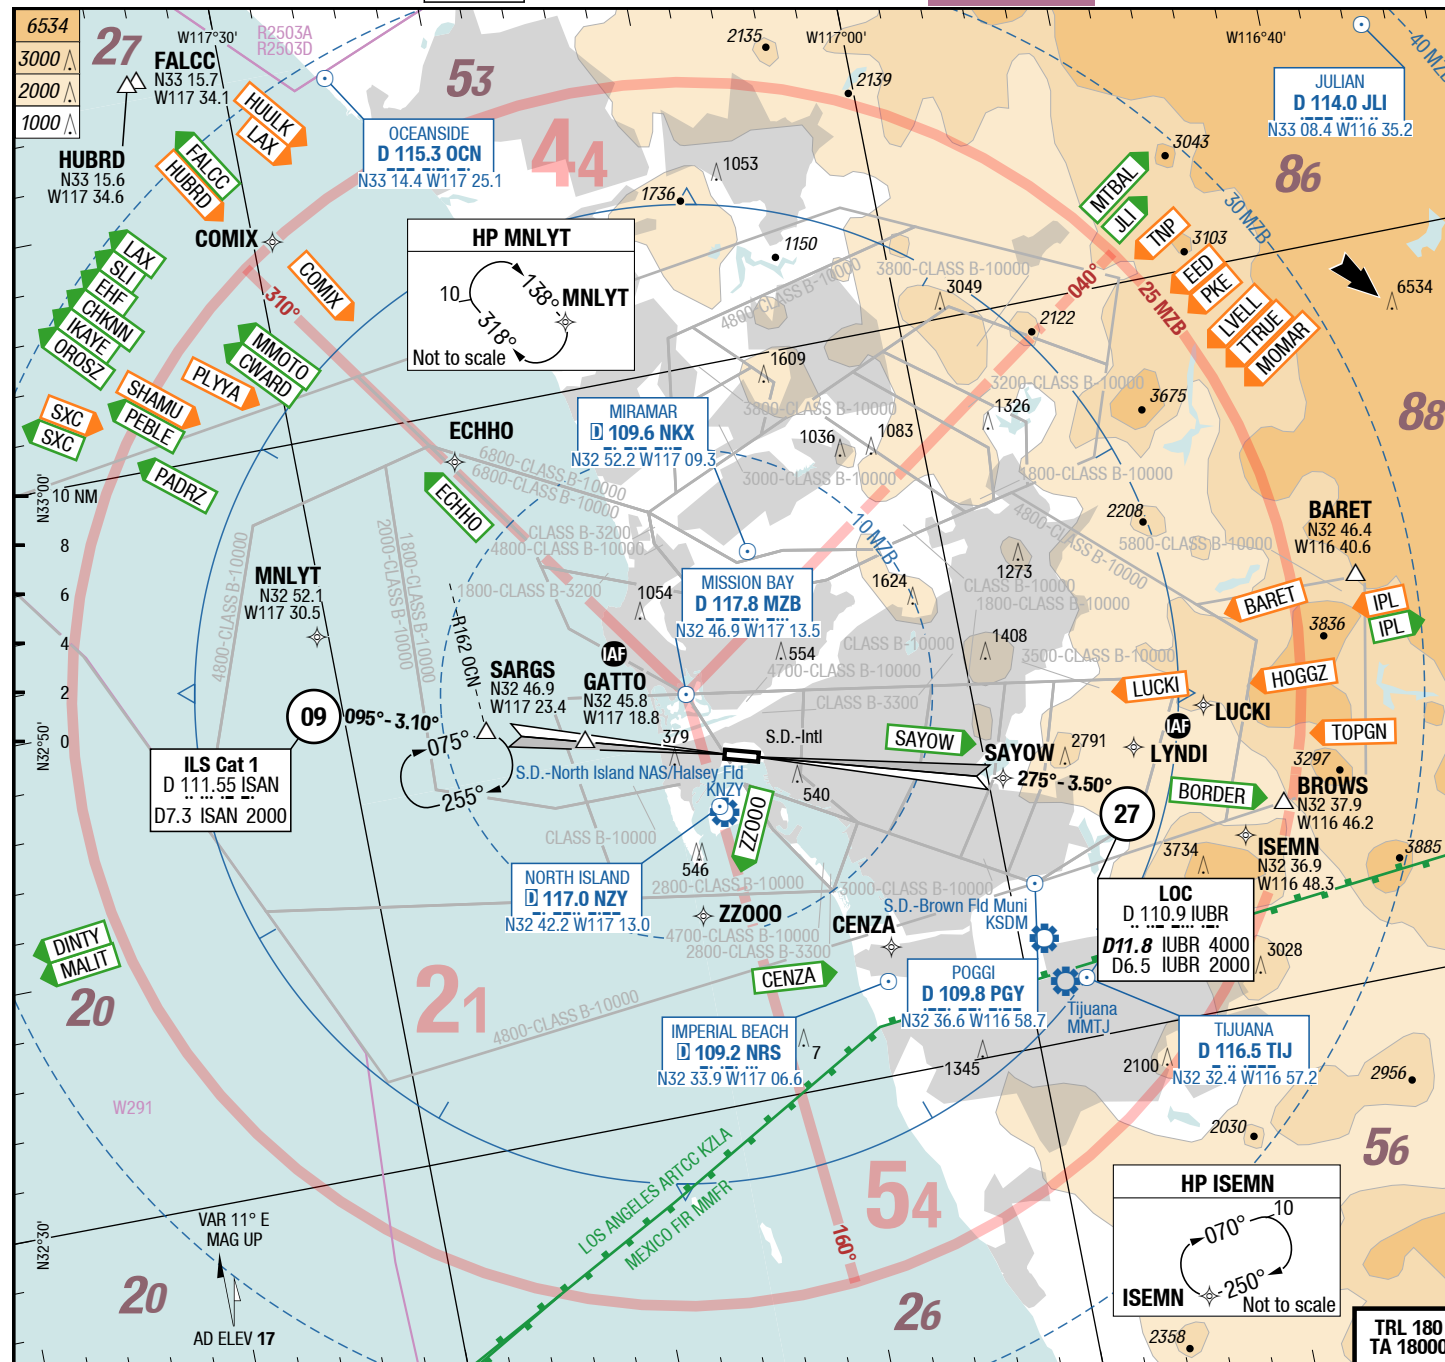 6534
3000
2000
1000
27
FALCC
N33 15.7
W117 34.1
HUBRD
N33 15.6
W117 34.6
W117°30'
R2503A
R2503D
53
2135
W117°00'
2139
W116°40'
40 MZB
JULIAN
D 114.0 JLI
N33 08.4 W116 35.2
HUULK
LAX
FALCC
HUBRD
OCEANSIDE
D 115.3 OCN
N33 14.4 W117 25.1
44
1053
1736
3043
86
MTBAL
JLI
30 MZB
COMIX
HP MNLYT
10
138°
MNLYT
318°
Not to scale
1150
3800-CLASS B-10000
4800-CLASS B-10000
TNP
3103
EED
PKE
LVELL
TTRUE
MOMAR
040°
25 MZB
6534
LAX
SLI
EHF
CHKNN
IKAYE
OROSZ
COMIX
310°
3049
2122
MMOTO
CWARD
PLYYA
SHAMU
PEBLE
SXC
SXC
PADRZ
1609
3200-CLASS B-10000
3675
88
3800-CLASS B-10000
1326
MIRAMAR
D 109.6 NKX
N32 52.2 W117 09.3
1036
1083
ECHHO
6800-CLASS B-10000
6800-CLASS B-10000
3000-CLASS B-10000
1800-CLASS B-10000
ECHHO
N33°00'
10 NM
8
6
4
2
0
N32°50'
2000-CLASS B-10000
1800-CLASS B-10000
CLASS B-3200
4800-CLASS B-10000
10 MZB
4800-CLASS B-10000
2208
5800-CLASS B-10000
BARET
N32 46.4
W116 40.6
4800-CLASS B-10000
MNLYT
N32 52.1
W117 30.5
1800-CLASS B-3200
1054
MISSION BAY
D 117.8 MZB
N32 46.9 W117 13.5
1624
1273
CLASS B-10000
1800-CLASS B-10000
BARET
IPL
IPL
3836
R162 OCN
SARGS
N32 46.9
W117 23.4
IAF
GATTO
N32 45.8
W117 18.8
554
CLASS B-10000
4700-CLASS B-10000
1408
3500-CLASS B-10000
HOGGZ
LUCKI
LUCKI
CLASS B-3300
09
095°- 3.10°
075°
255°
379
S.D.-Intl
SAYOW
SAYOW
2791
IAF
LYNDI
TOPGN
3297
275°- 3.50°
ILS Cat 1
D 111.55 ISAN
D7.3 ISAN 2000
S.D.-North Island NAS/Halsey Fld
KNZY
540
BORDER
BROWS
N32 37.9
W116 46.2
27
ZZOOO
CLASS B-10000
546
ISEMN
N32 36.9
W116 48.3
3734
3885
NORTH ISLAND
D 117.0 NZY
N32 42.2 W117 13.0
2800-CLASS B-10000
3000-CLASS B-10000
S.D.-Brown Fld Muni
KSDM
LOC
D 110.9 IUBR
D11.8 IUBR 4000
D6.5 IUBR 2000
ZZOOO
CENZA
4700-CLASS B-10000
2800-CLASS B-3300
3028
DINTY
MALIT
20
21
CENZA
POGGI
D 109.8 PGY
N32 36.6 W116 58.7
Tijuana
MMTJ
4800-CLASS B-10000
IMPERIAL BEACH
D 109.2 NRS
N32 33.9 W117 06.6
7
1345
TIJUANA
D 116.5 TIJ
N32 32.4 W116 57.2
2100
2956
W291
LOS ANGELES ARTCC KZLA
MEXICO FIR MMFR
2030
56
54
160°
HP ISEMN
070°
10
250°
ISEMN
Not to scale
VAR 11° E
MAG UP
N32°30'
20
AD ELEV 17
26
2358
TRL 180
TA 18000